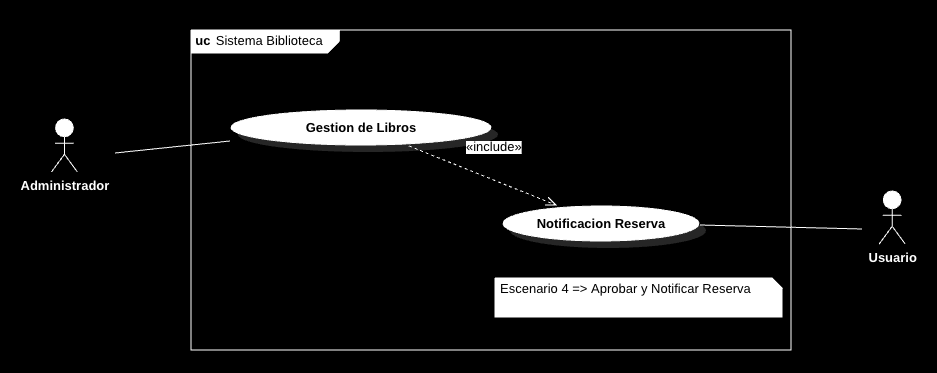 uc Sistema Biblioteca
Gestion de Libros
«include»
Administrador
Notificacion Reserva
Usuario
Escenario 4 => Aprobar y Notificar Reserva